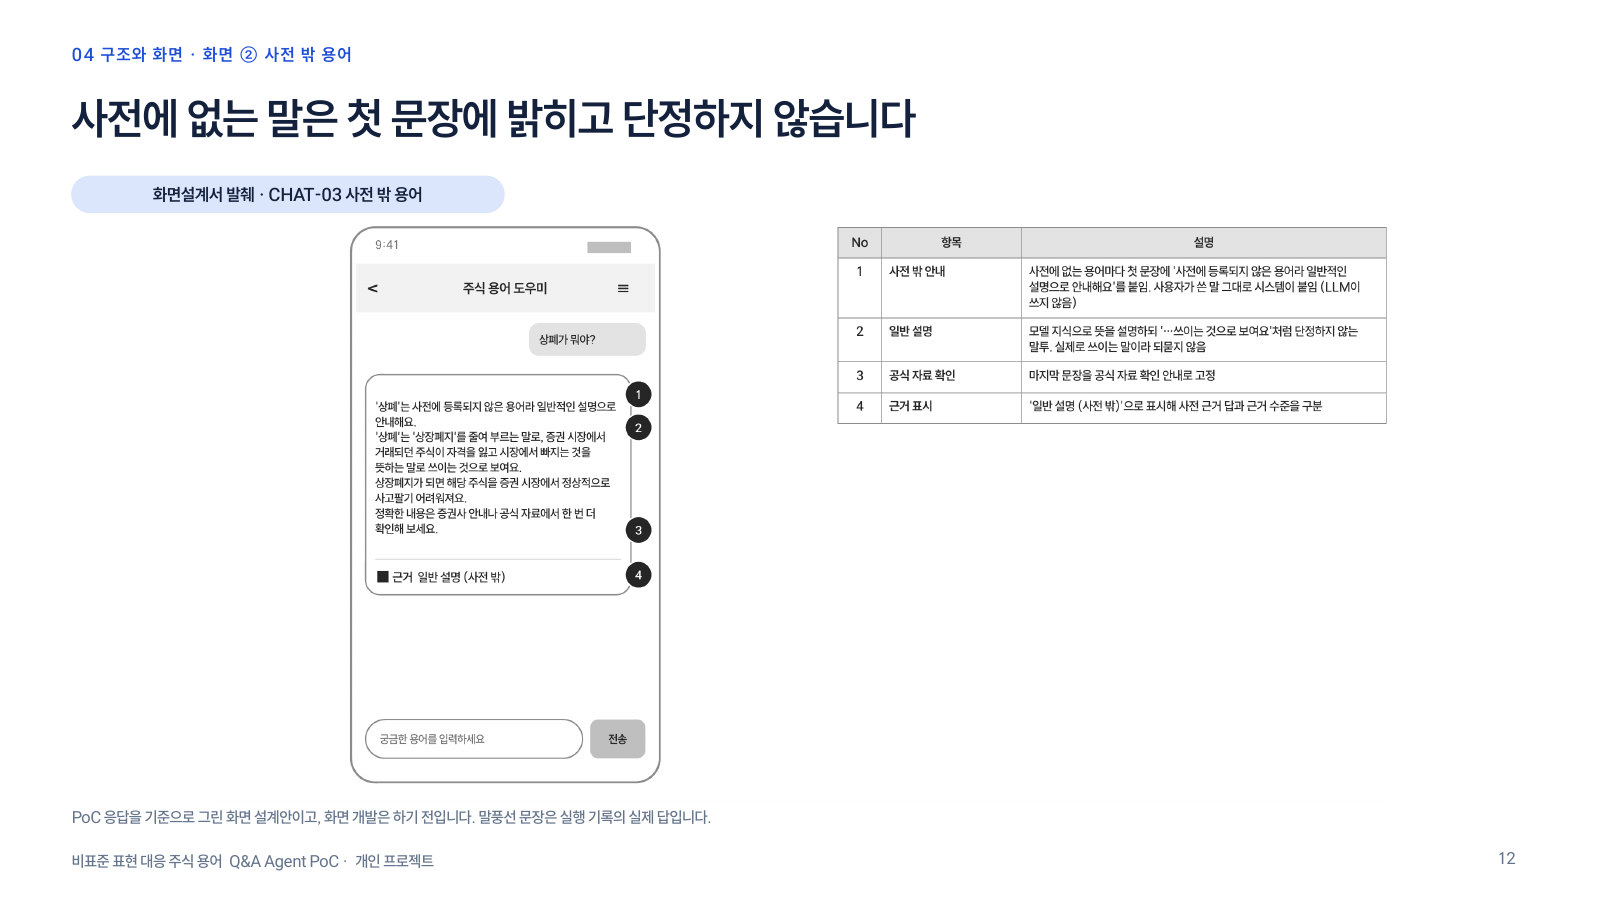 04 구조와 화면 · 화면 ② 사전 밖 용어
사전에 없는 말은 첫 문장에 밝히고 단정하지 않습니다
화면설계서 발췌 · CHAT-03 사전 밖 용어
9:41
< 주식 용어 도우미 ≡
상폐가 뭐야?
'상폐'는 사전에 등록되지 않은 용어라 일반적인 설명으로
안내해요.
'상폐'는 '상장폐지'를 줄여 부르는 말로, 증권 시장에서
거래되던 주식이 자격을 잃고 시장에서 빠지는 것을
뜻하는 말로 쓰이는 것으로 보여요.
상장폐지가 되면 해당 주식을 증권 시장에서 정상적으로
사고팔기 어려워져요.
정확한 내용은 증권사 안내나 공식 자료에서 한 번 더
확인해 보세요.
■ 근거 일반 설명 (사전 밖)
1
2
3
4
궁금한 용어를 입력하세요 전송
No 항목 설명
1 사전 밖 안내 사전에 없는 용어마다 첫 문장에 '사전에 등록되지 않은 용어라 일반적인
설명으로 안내해요'를 붙임. 사용자가 쓴 말 그대로 시스템이 붙임 (LLM이
쓰지 않음)
2 일반 설명 모델 지식으로 뜻을 설명하되 '…쓰이는 것으로 보여요'처럼 단정하지 않는
말투. 실제로 쓰이는 말이라 되묻지 않음
3 공식 자료 확인 마지막 문장을 공식 자료 확인 안내로 고정
4 근거 표시 '일반 설명 (사전 밖)'으로 표시해 사전 근거 답과 근거 수준을 구분
PoC 응답을 기준으로 그린 화면 설계안이고, 화면 개발은 하기 전입니다. 말풍선 문장은 실행 기록의 실제 답입니다.
비표준 표현 대응 주식 용어 Q&A Agent PoC · 개인 프로젝트
12